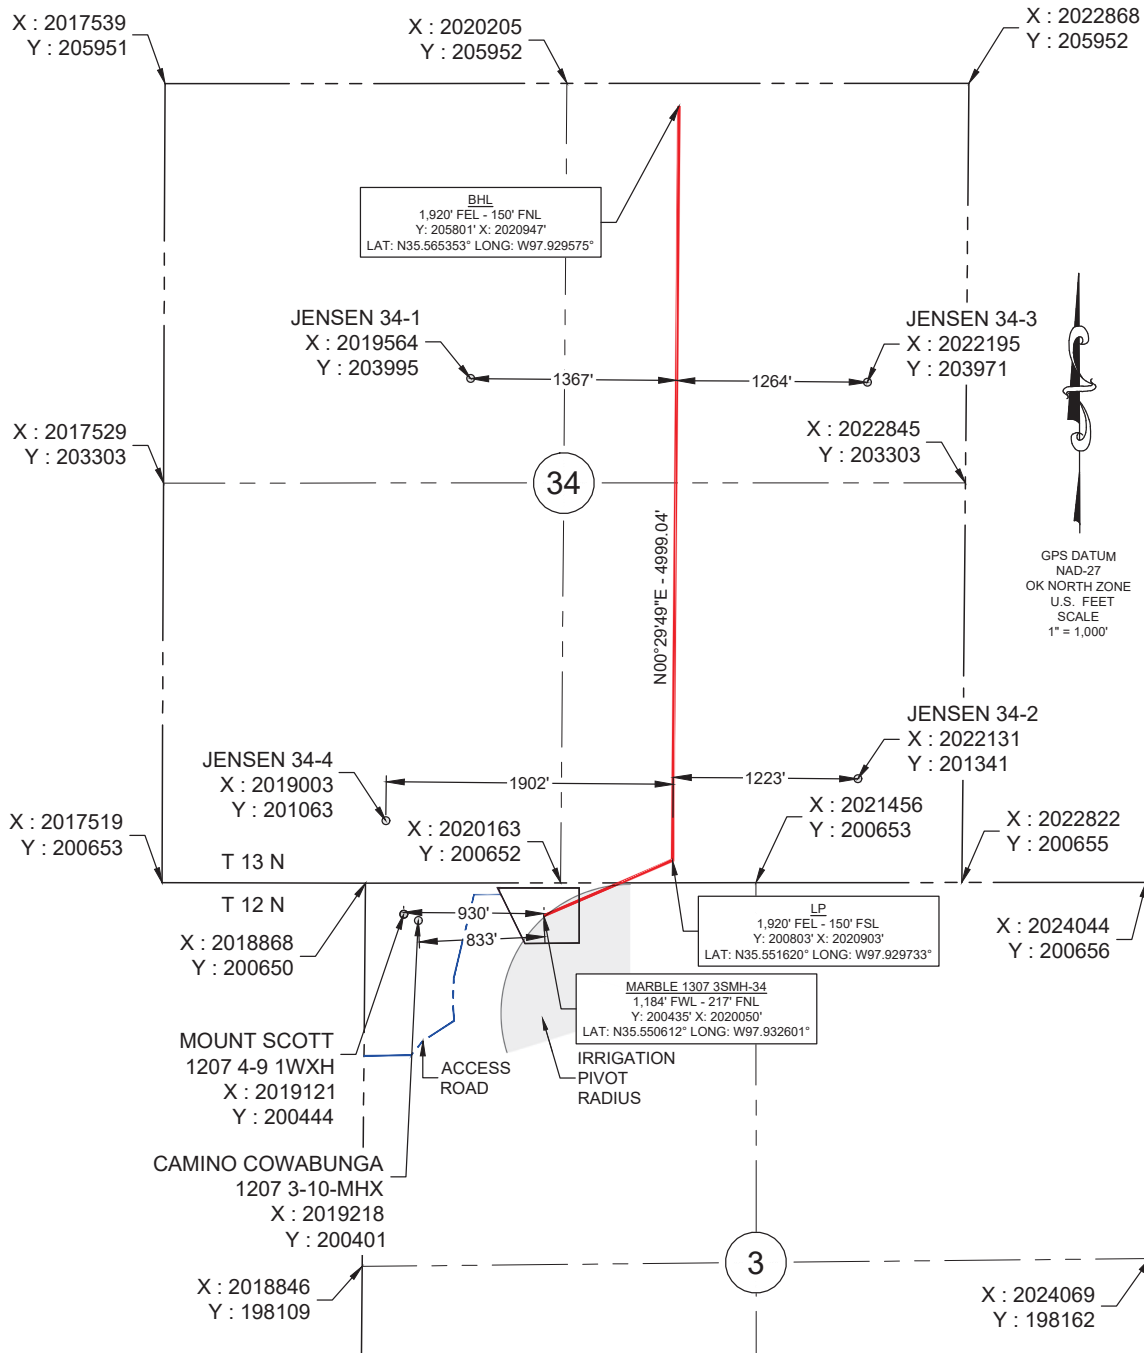 X : 2017539
Y : 205951
X : 2020205
Y : 205952
X : 2022868
Y : 205952
BHL
1,920' FEL - 150' FNL
Y: 205801' X: 2020947'
LAT: N35.565353° LONG: W97.929575°
JENSEN 34-1
X : 2019564
Y : 203995
JENSEN 34-3
X : 2022195
Y : 203971
1367'
1264'
X : 2017529
Y : 203303
X : 2022845
Y : 203303
34
N00°29'49"E - 4999.04'
GPS DATUM
NAD-27
OK NORTH ZONE
U.S. FEET
SCALE
1" = 1,000'
JENSEN 34-4
X : 2019003
Y : 201063
1902'
1223'
JENSEN 34-2
X : 2022131
Y : 201341
X : 2017519
Y : 200653
X : 2020163
Y : 200652
X : 2021456
Y : 200653
X : 2022822
Y : 200655
T 13 N
T 12 N
X : 2018868
Y : 200650
930'
833'
LP
1,920' FEL - 150' FSL
Y: 200803' X: 2020903'
LAT: N35.551620° LONG: W97.929733°
X : 2024044
Y : 200656
MARBLE 1307 3SMH-34
1,184' FWL - 217' FNL
Y: 200435' X: 2020050'
LAT: N35.550612° LONG: W97.932601°
MOUNT SCOTT
1207 4-9 1WXH
X : 2019121
Y : 200444
ACCESS
ROAD
IRRIGATION
PIVOT
RADIUS
CAMINO COWABUNGA
1207 3-10-MHX
X : 2019218
Y : 200401
3
X : 2018846
Y : 198109
X : 2024069
Y : 198162